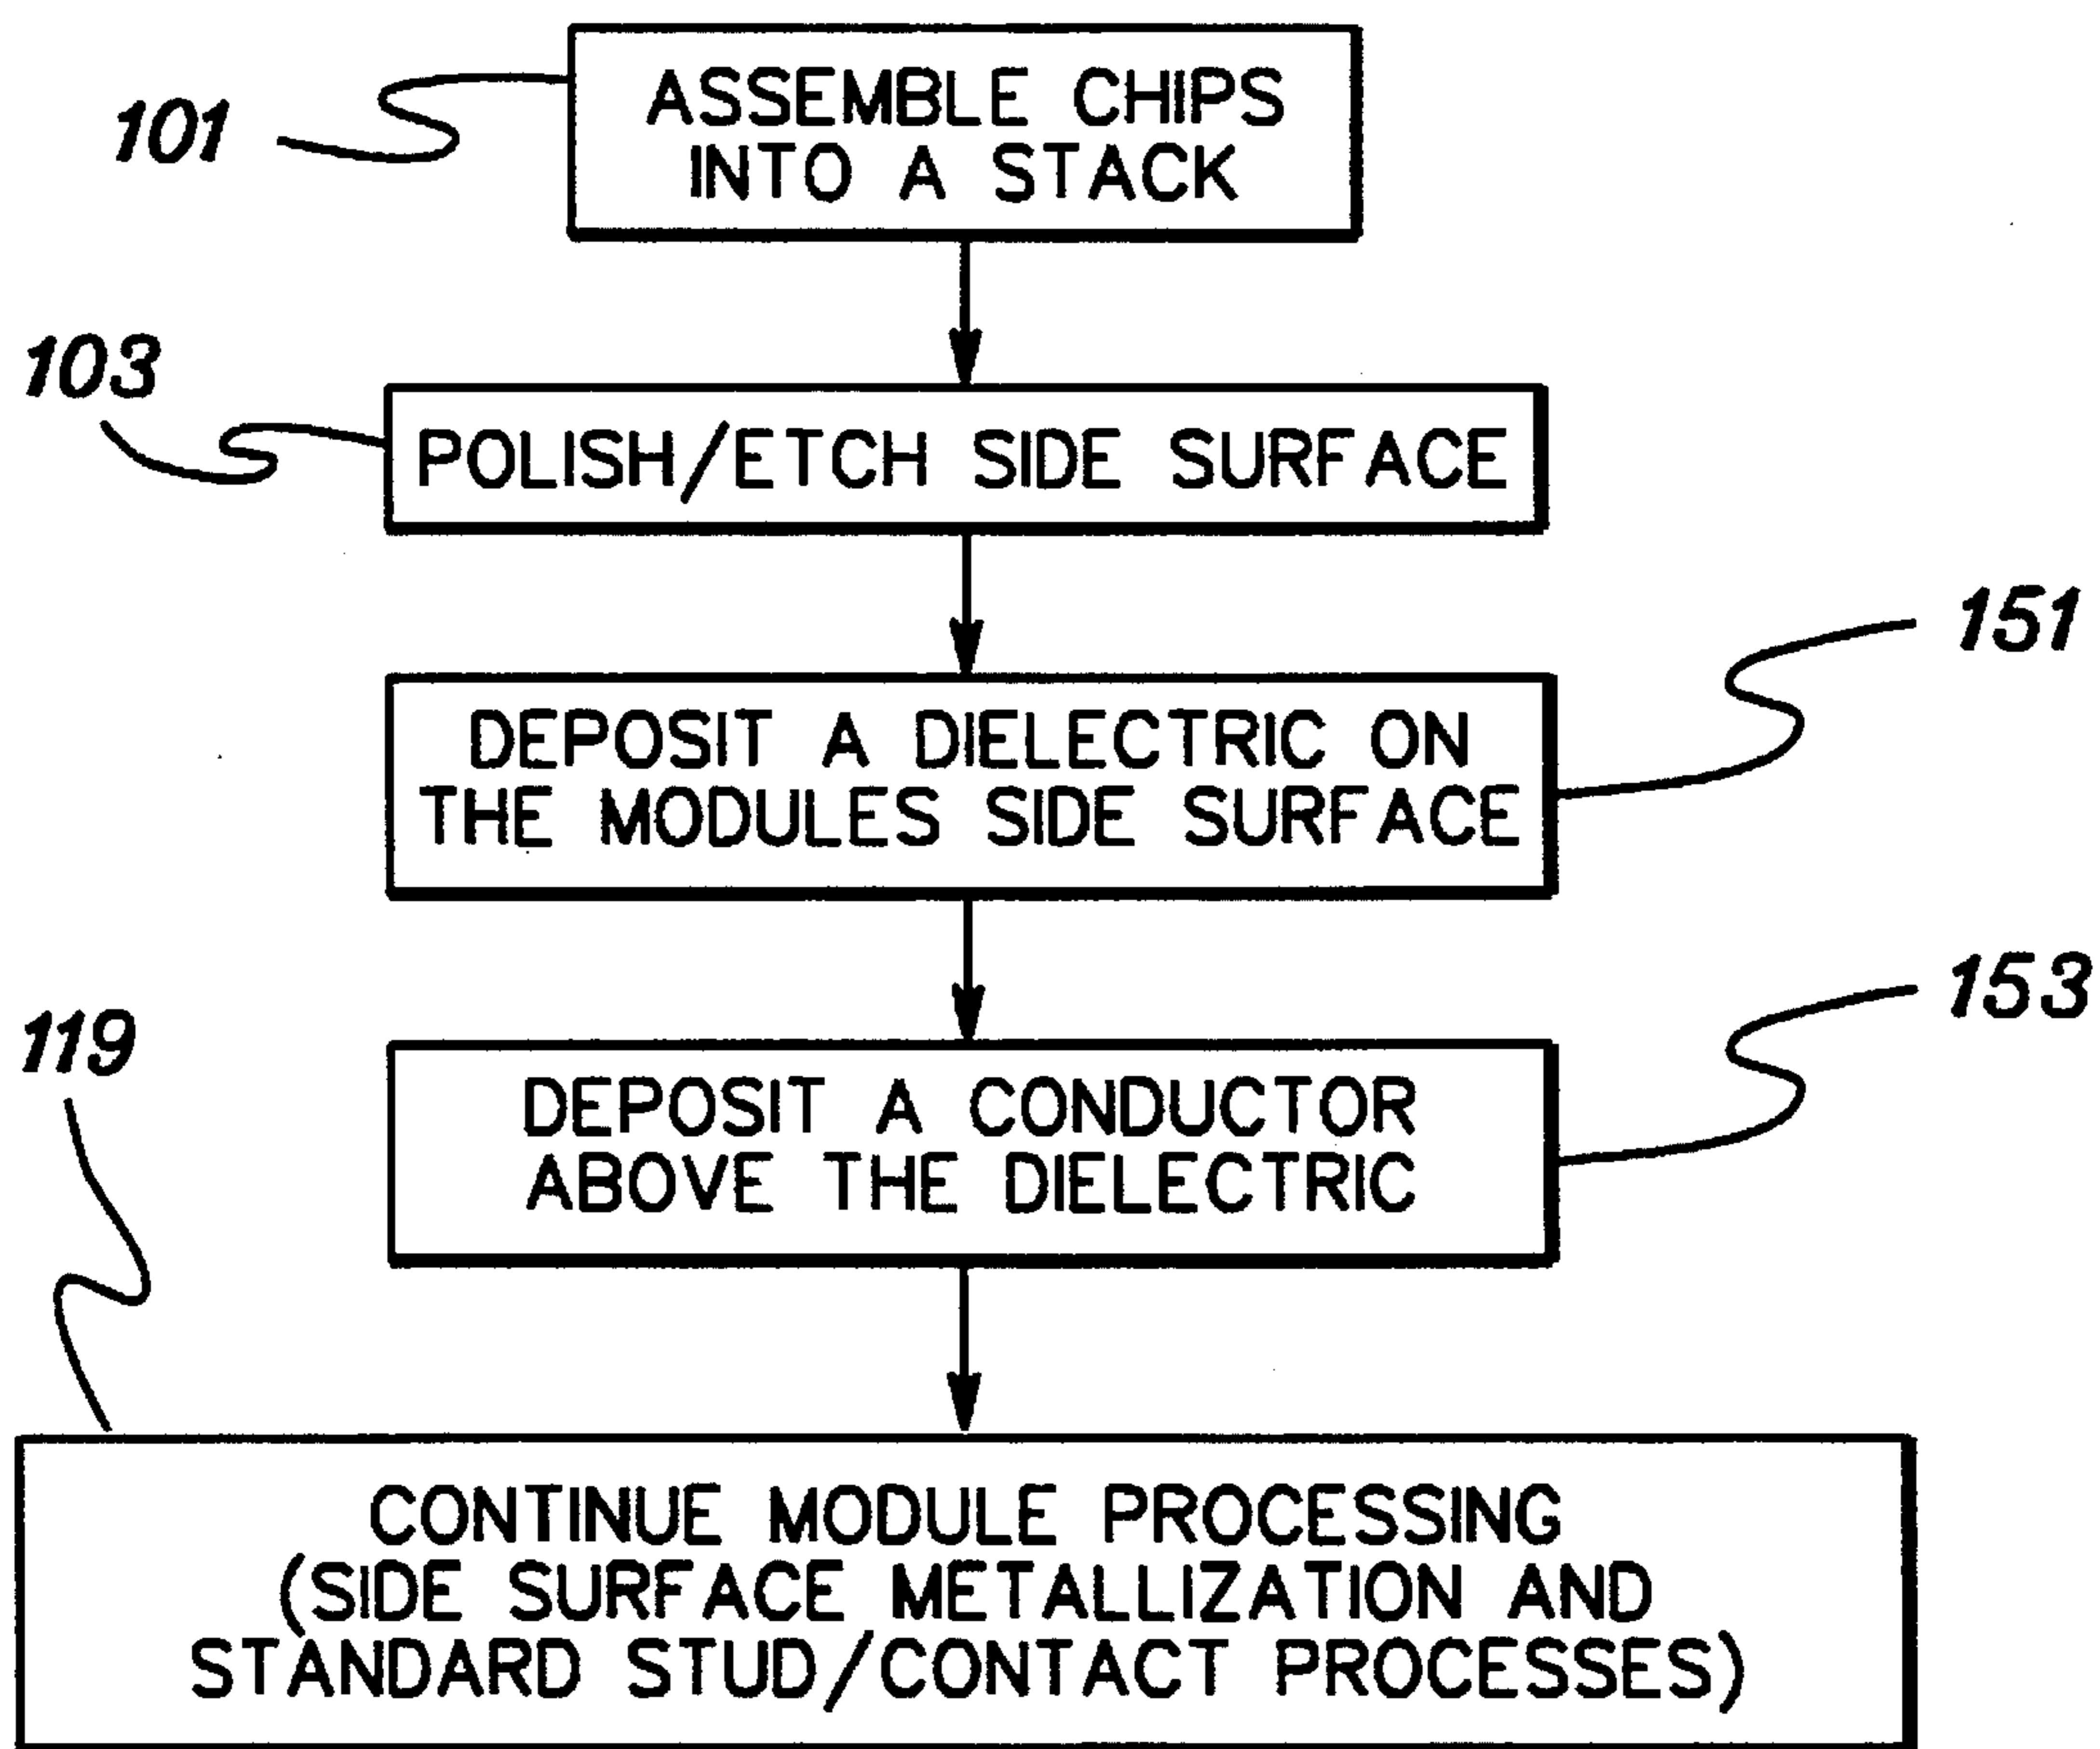 101
ASSEMBLE CHIPS
INTO A STACK
103
POLISH/ETCH SIDE SURFACE
151
DEPOSIT A DIELECTRIC ON
THE MODULES SIDE SURFACE
153
DEPOSIT A CONDUCTOR
ABOVE THE DIELECTRIC
119
CONTINUE MODULE PROCESSING
(SIDE SURFACE METALLIZATION AND
STANDARD STUD/CONTACT PROCESSES)